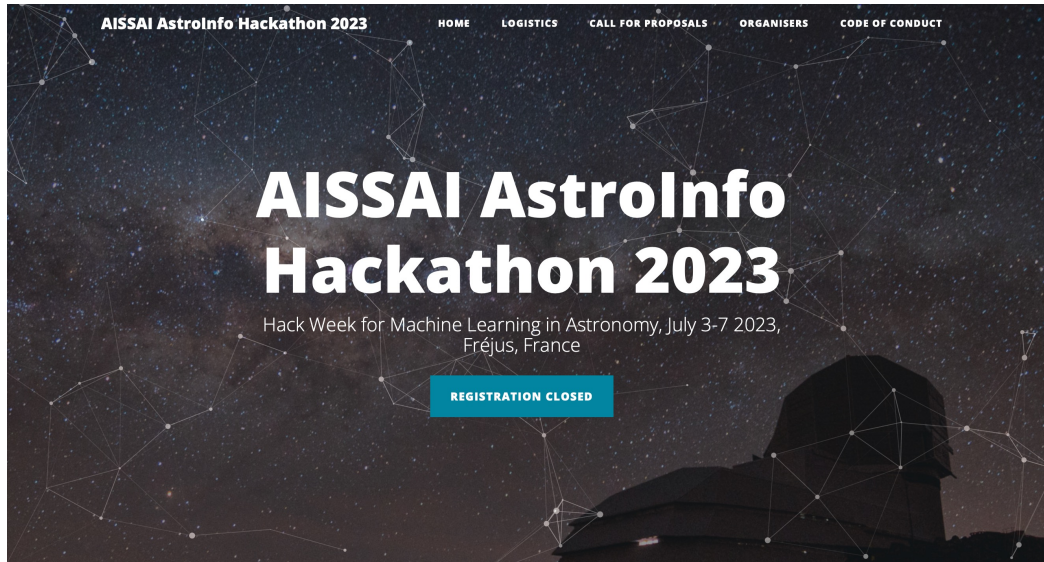 AISSAI AstroInfo Hackathon 2023
HOME
LOGISTICS
CALL FOR PROPOSALS
ORGANISERS
CODE OF CONDUCT
AISSAI AstroInfo
Hackathon 2023
Hack Week for Machine Learning in Astronomy, July 3-7 2023,
Fréjus, France
REGISTRATION CLOSED